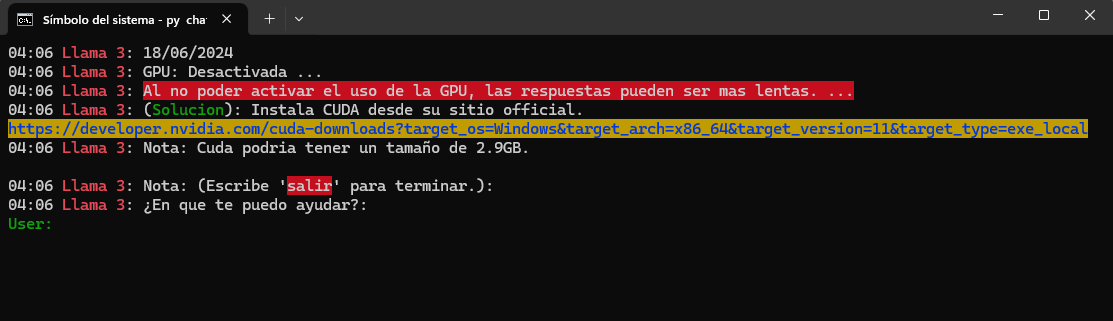 Símbolo del sistema - py cha
04:06 Llama 3: 18/06/2024
04:06 Llama 3: GPU: Desactivada ...
04:06 Llama 3: Al no poder activar el uso de la GPU, las respuestas pueden ser mas lentas. ...
04:06 Llama 3: (Solucion): Instala CUDA desde su sitio official.
https://developer.nvidia.com/cuda-downloads?target_os=Windows&target_arch=x86_64&target_version=11&target_type=exe_local
04:06 Llama 3: Nota: Cuda podria tener un tamaño de 2.9GB.
04:06 Llama 3: Nota: (Escribe 'salir' para terminar.):
04:06 Llama 3: ¿En que te puedo ayudar?:
User: